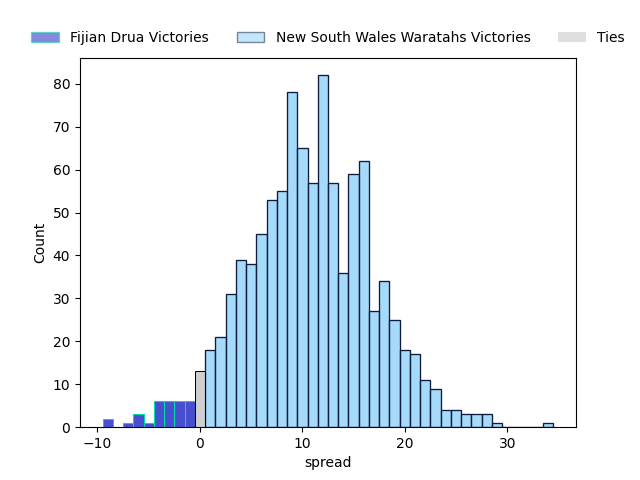 Fijian Drua Victories New South Wales Waratahs Victories Ties
80
70
60
50
40
30
20
10
0
Count
−10 0 10 20 30
spread